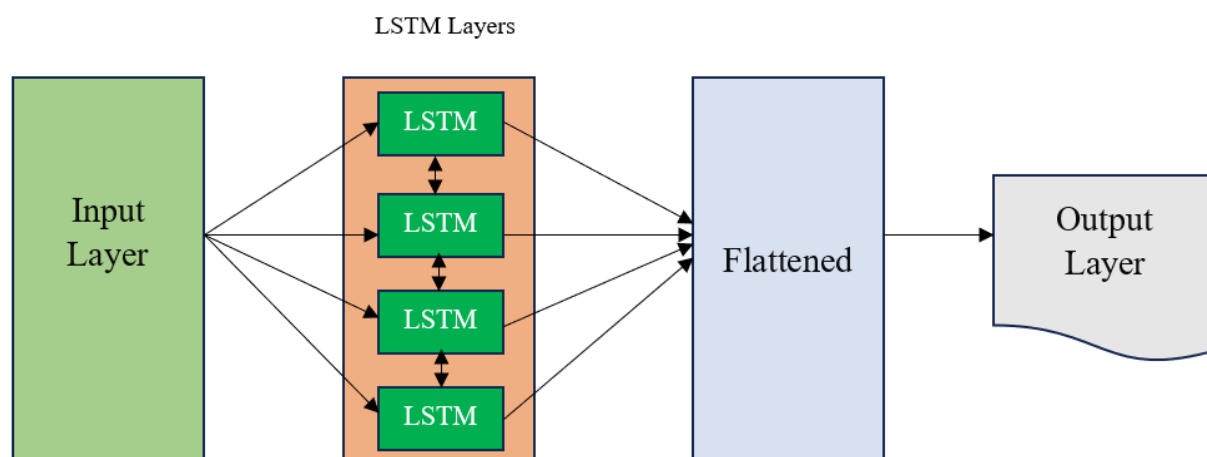 LSTM Layers
Input
Layer
LSTM
LSTM
LSTM
LSTM
Flattened
Output
Layer